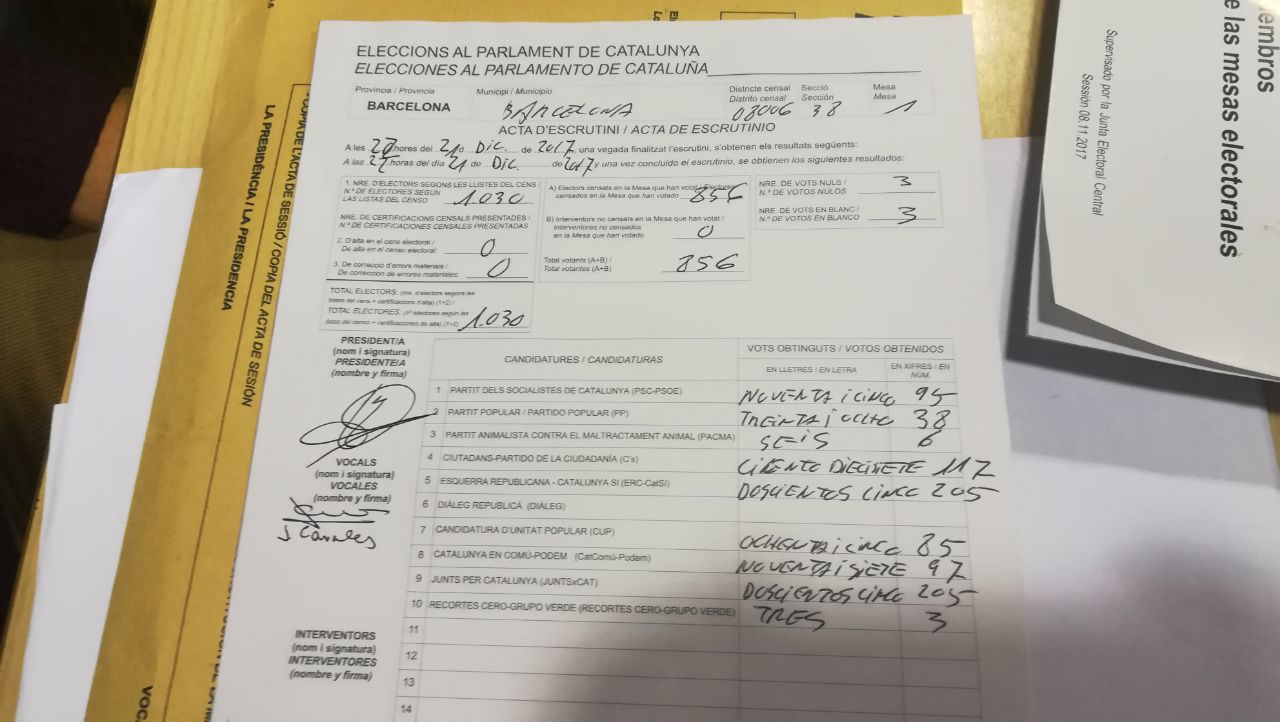 ELECCIONS AL PARLAMENT DE CATALUNYA
ELECCIONES AL PARLAMENTO DE CATALUÑA
Província / Provincia Municipi / Municipio Districte censal Secció Mesa
Distrito censal Sección Mesa
BARCELONA BARCELONA 08006 38 1
ACTA D'ESCRUTINI / ACTA DE ESCRUTINIO
A les hores del 21 d Dic. de 2017, una vegada finalitzat l'escrutini, s'obtenen els resultats següents:
A las horas del día 21 de Dic. de 2017 y una vez concluido el escrutinio, se obtienen los siguientes resultados:
1. NRE. D'ELECTORS SEGONS LES LLISTES DEL CENS /
N.º DE ELECTORES SEGÚN
LAS LISTAS DEL CENSO 1.030
NRE. DE CERTIFICACIONS CENSALS PRESENTADES /
N.º DE CERTIFICACIONES CENSALES PRESENTADAS
2. D'alta en el cens electoral /
De alta en el censo electoral: 0
3. De correcció d'errors materials /
De corrección de errores materiales: 0
TOTAL ELECTORS: (nre. d'electors segons les
llistes del cens + certificacions d'alta) (1+2) /
TOTAL ELECTORES: (nº electores según las
listas del censo + certificaciones de alta) (1+2) 1.030
A) Electors censats en la Mesa que han votat / Electores
censados en la Mesa que han votado 856
B) Interventors no censats en la Mesa que han votat /
Interventores no censados
en la Mesa que han votado 0
Total votants (A+B) /
Total votantes (A+B) 856
NRE. DE VOTS NULS /
N.º DE VOTOS NULOS 3
NRE. DE VOTS EN BLANC /
N.º DE VOTOS EN BLANCO 3
PRESIDENT/A
(nom i signatura)
PRESIDENTE/A
(nombre y firma)
VOCALS
(nom i signatura)
VOCALES
(nombre y firma)
J Canales
INTERVENTORS
(nom i signatura)
INTERVENTORES
(nombre y firma)
CANDIDATURES / CANDIDATURAS VOTS OBTINGUTS / VOTOS OBTENIDOS
EN LLETRES / EN LETRA EN XIFRES / EN NÚM.
1 PARTIT DELS SOCIALISTES DE CATALUNYA (PSC-PSOE) NOVENTA i CINCO 95
2 PARTIT POPULAR / PARTIDO POPULAR (PP) TREINTA i OCHO 38
3 PARTIT ANIMALISTA CONTRA EL MALTRACTAMENT ANIMAL (PACMA) SEiS 6
4 CIUTADANS-PARTIDO DE LA CIUDADANÍA (C's) CIENTO DIECISIETE 117
5 ESQUERRA REPUBLICANA - CATALUNYA SÍ (ERC-CatSí) DOSCIENTOS CINCO 205
6 DIÀLEG REPUBLICÀ (DIÀLEG)
7 CANDIDATURA D'UNITAT POPULAR (CUP) OCHENTA i CINCO 85
8 CATALUNYA EN COMÚ-PODEM (CatComú-Podem) NOVENTA i SIETE 97
9 JUNTS PER CATALUNYA (JUNTSxCAT) DOSCIENTOS CINCO 205
10 RECORTES CERO-GRUPO VERDE (RECORTES CERO-GRUPO VERDE) TRES 3
11
12
13
14
CÒPIA DE L'ACTA DE SESSIÓ / COPIA DEL ACTA DE SESIÓN
LA PRESIDÈNCIA / LA PRESIDENCIA
embros
e las mesas electorales
Supervisado por la Junta Electoral Central
Sesión 08.11.2017